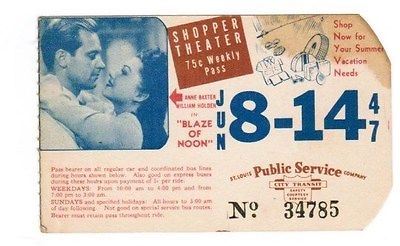 SHOPPER
THEATER
75c Weekly
Pass
Shop
Now for
Your Summer
Vacation
Needs
ANNE BAXTER
WILLIAM HOLDEN
IN
"BLAZE
OF
NOON"
JUN
8-14
47
Pass bearer on all regular car and coordinated bus lines
during hours shown below. Also good on express buses
during these hours upon payment of 5c per ride.
WEEKDAYS: From 10:00 am to 4:00 pm and from
7:00 pm to 3:00 am.
SUNDAYS and specified holidays: All hours to 3:00 am
of day following. Not good on special service bus routes.
Bearer must retain pass throughout ride.
ST. LOUIS Public Service COMPANY
CITY TRANSIT
SAFETY
COURTESY
SERVICE
No. 34785